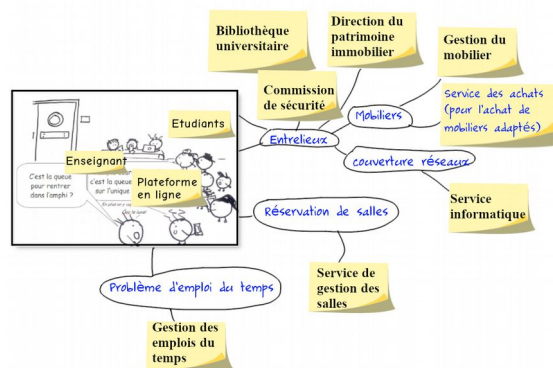 Bibliothèque
universitaire
Direction du
patrimoine
immobilier
Gestion du
mobilier
Commission
de sécurité
Service des achats
(pour l'achat de
mobiliers adaptés)
Mobiliers
Etudiants
Entrelieux
Enseignant
couverture réseaux
Plateforme
en ligne
C'est la queue
pour rentrer
dans l'amphi ?
c'est la queue
sur l'unique
Réservation de salles
Service
informatique
Service de
gestion des
salles
Problème d'emploi du temps
Gestion des
emplois du
temps